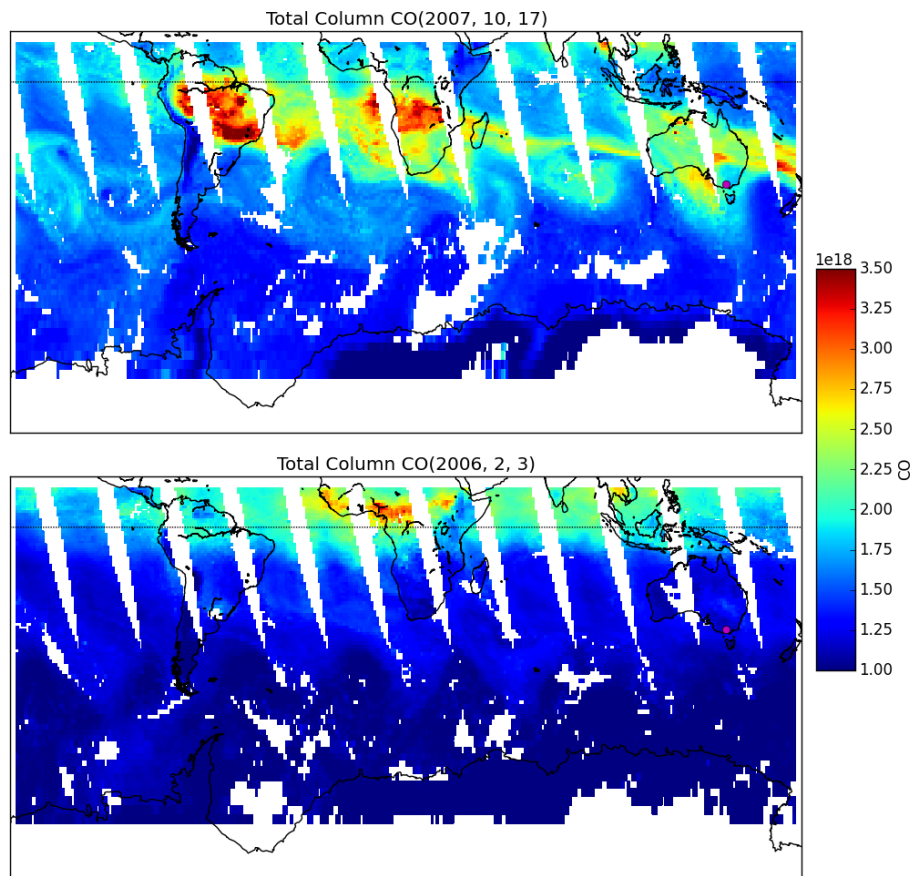 Total Column CO(2007, 10, 17)
1e18
3.50
3.25
3.00
2.75
2.50
2.25
2.00
1.75
1.50
1.25
1.00
CO
Total Column CO(2006, 2, 3)